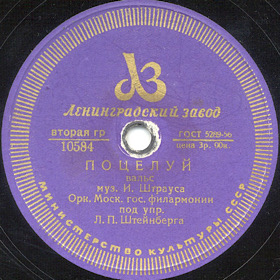 ЛЗ
Ленинградский завод
вторая гр
10584
ГОСТ 5289-56
цена 3р. 90к.
ПОЦЕЛУЙ
вальс
муз. И. Штрауса
Орк. Моск. гос. филармонии
под упр.
Л. П. Штейнберга
МИНИСТЕРСТВО КУЛЬТУРЫ СССР